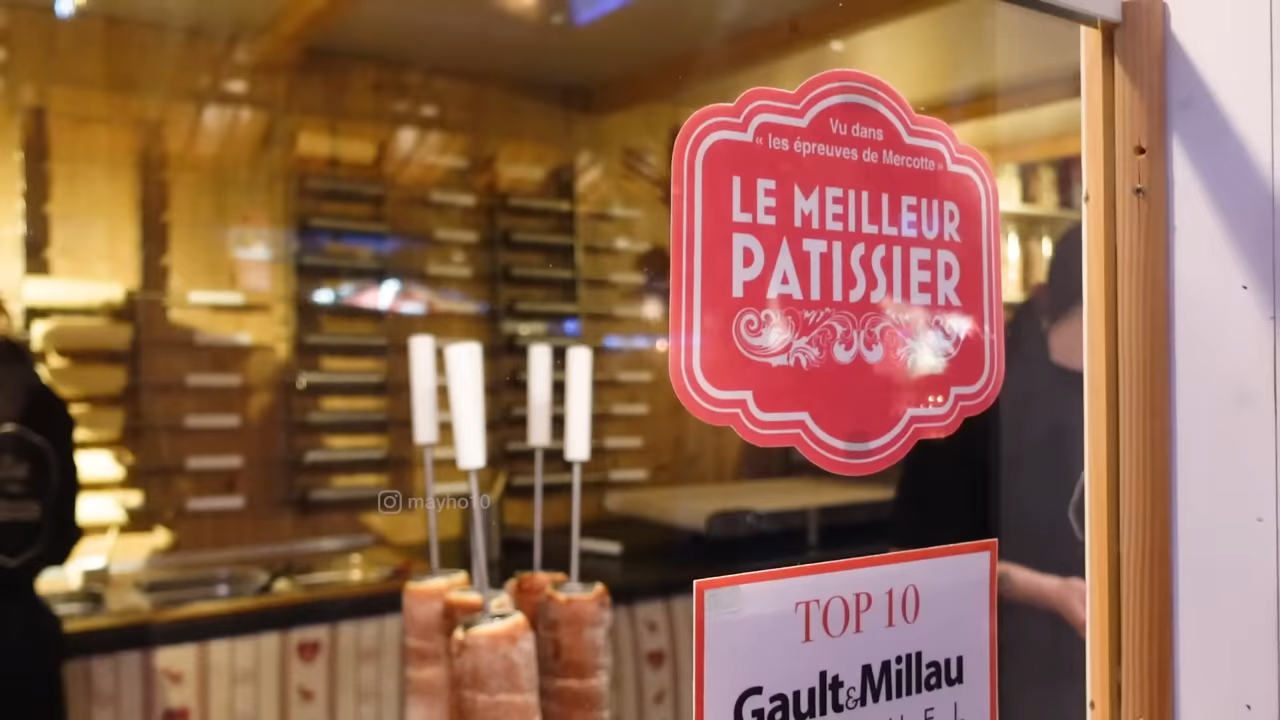 Vu dans
« les épreuves de Mercotte »
LE MEILLEUR
PATISSIER
mayho10
TOP 10
Gault&Millau